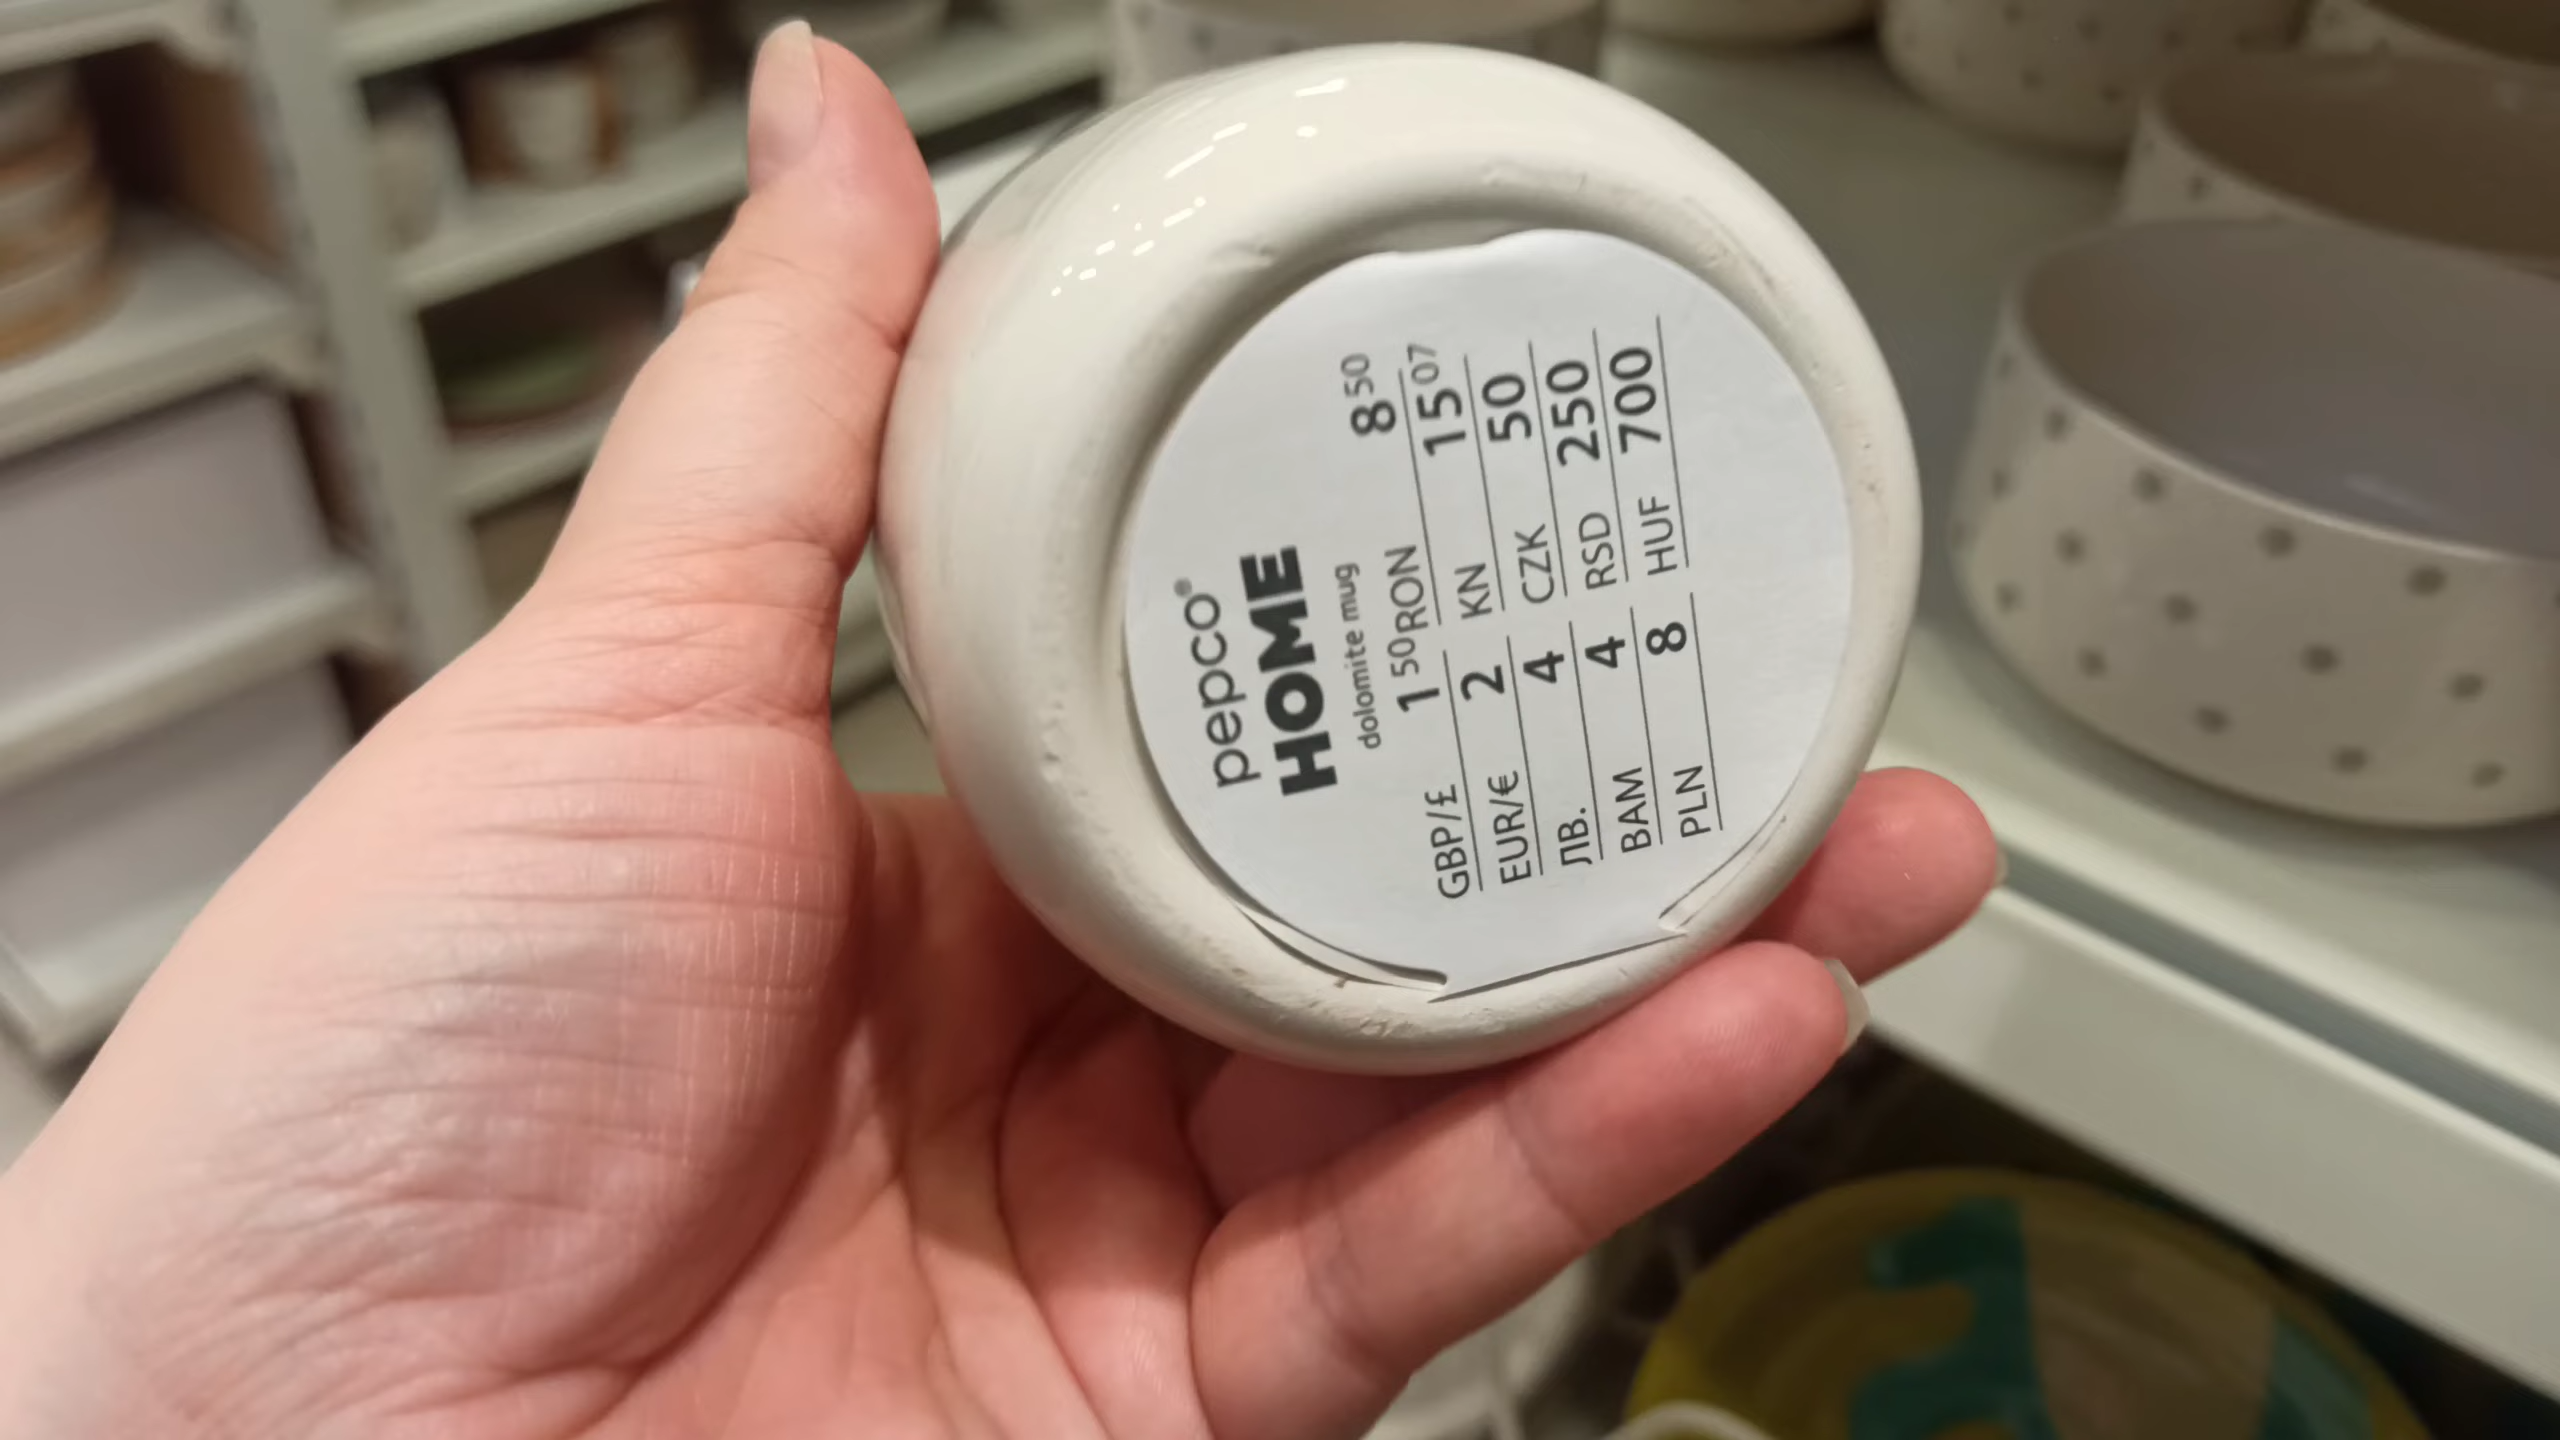 pepco®
HOME
dolomite mug
GBP/£ 1 50 RON 8 50
EUR/€ 2 KN 15 07
ЛВ. 4 CZK 50
BAM 4 RSD 250
PLN 8 HUF 700